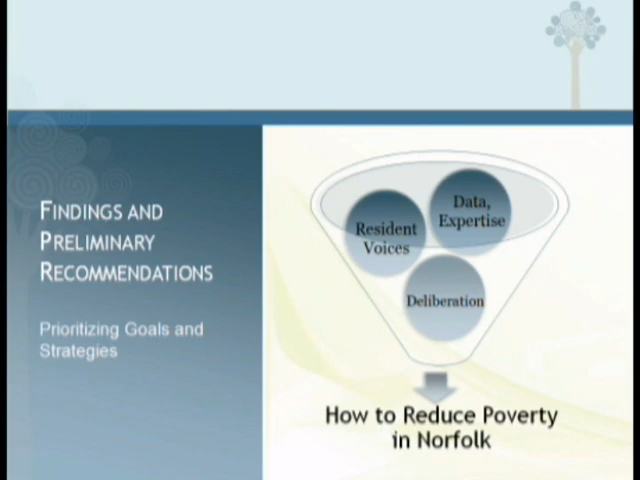 FINDINGS AND
PRELIMINARY
RECOMMENDATIONS
Prioritizing Goals and
Strategies
Data,
Expertise
Resident
Voices
Deliberation
How to Reduce Poverty
in Norfolk